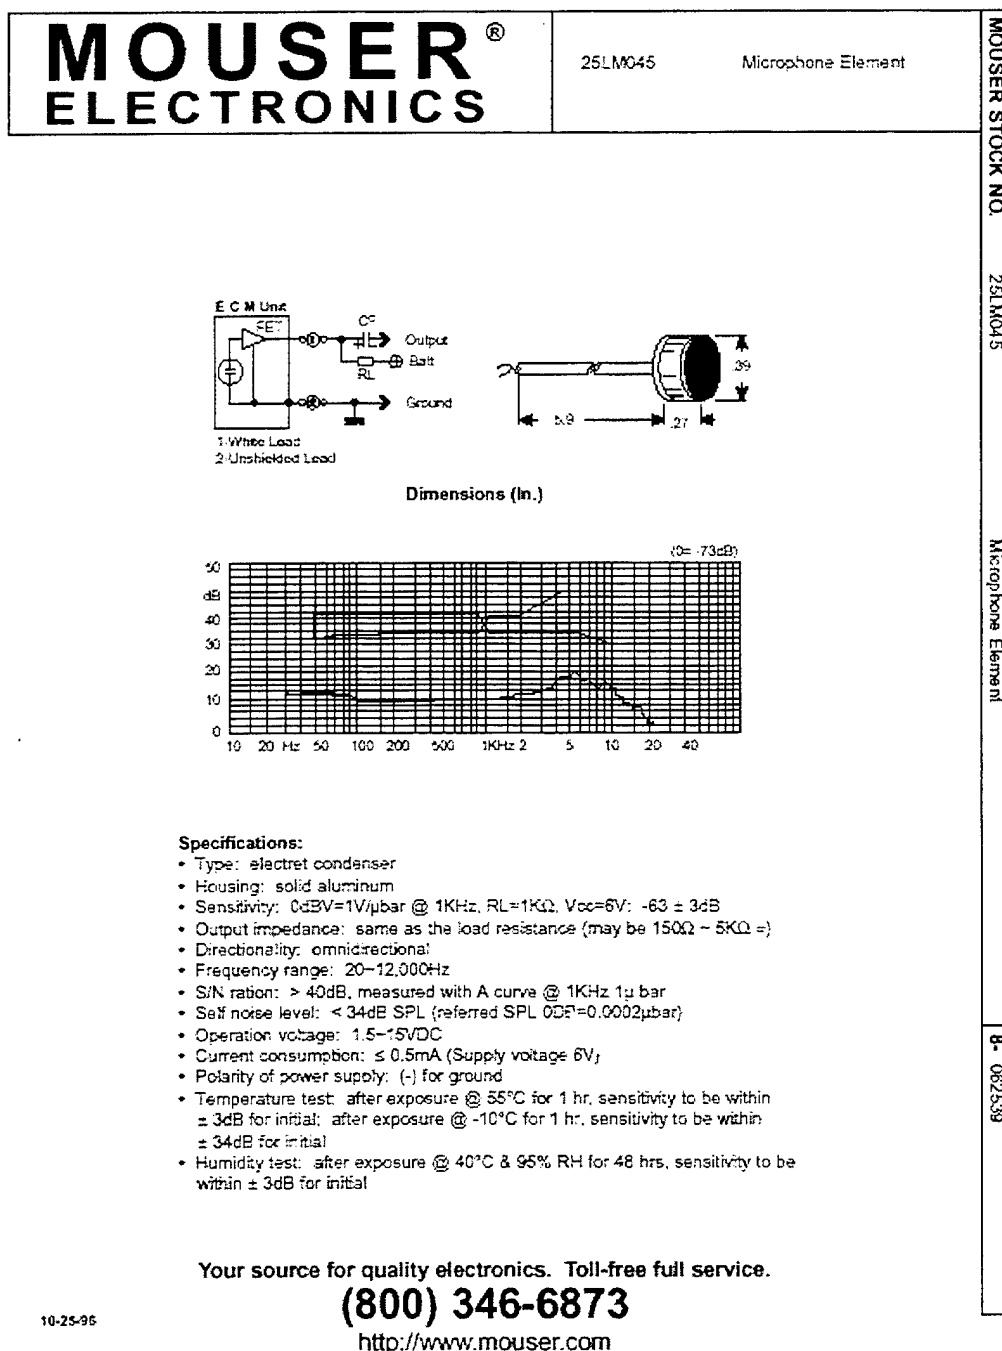 MOUSER®
ELECTRONICS
25LM045 Microphone Element
MOUSER STOCK NO. 25LM045 Microphone Element 8- 062539
E C M Unit
FET
C
Output
Batt
RL
Ground
1-White Lead
2-Unshielded Lead
.39
5.9
.27
Dimensions (In.)
(0= -73dB)
50
dB
40
30
20
10
0
10 20 Hz 50 100 200 500 1KHz 2 5 10 20 40
Specifications:
• Type: electret condenser
• Housing: solid aluminum
• Sensitivity: 0dBV=1V/µbar @ 1KHz, RL=1KΩ, Vcc=6V: -63 ± 3dB
• Output impedance: same as the load resistance (may be 150Ω ~ 5KΩ =)
• Directionality: omnidirectional
• Frequency range: 20~12,000Hz
• S/N ration: > 40dB, measured with A curve @ 1KHz 1µ bar
• Self noise level: < 34dB SPL (referred SPL =0.0002µbar)
• Operation voltage: 1.5~15VDC
• Current consumption: ≤ 0.5mA (Supply voltage 6V)
• Polarity of power supply: (-) for ground
• Temperature test: after exposure @ 55°C for 1 hr, sensitivity to be within
± 3dB for initial; after exposure @ -10°C for 1 hr, sensitivity to be within
± 34dB for initial
• Humidity test: after exposure @ 40°C & 95% RH for 48 hrs, sensitivity to be
within ± 3dB for initial
Your source for quality electronics. Toll-free full service.
(800) 346-6873
10-25-96
http://www.mouser.com